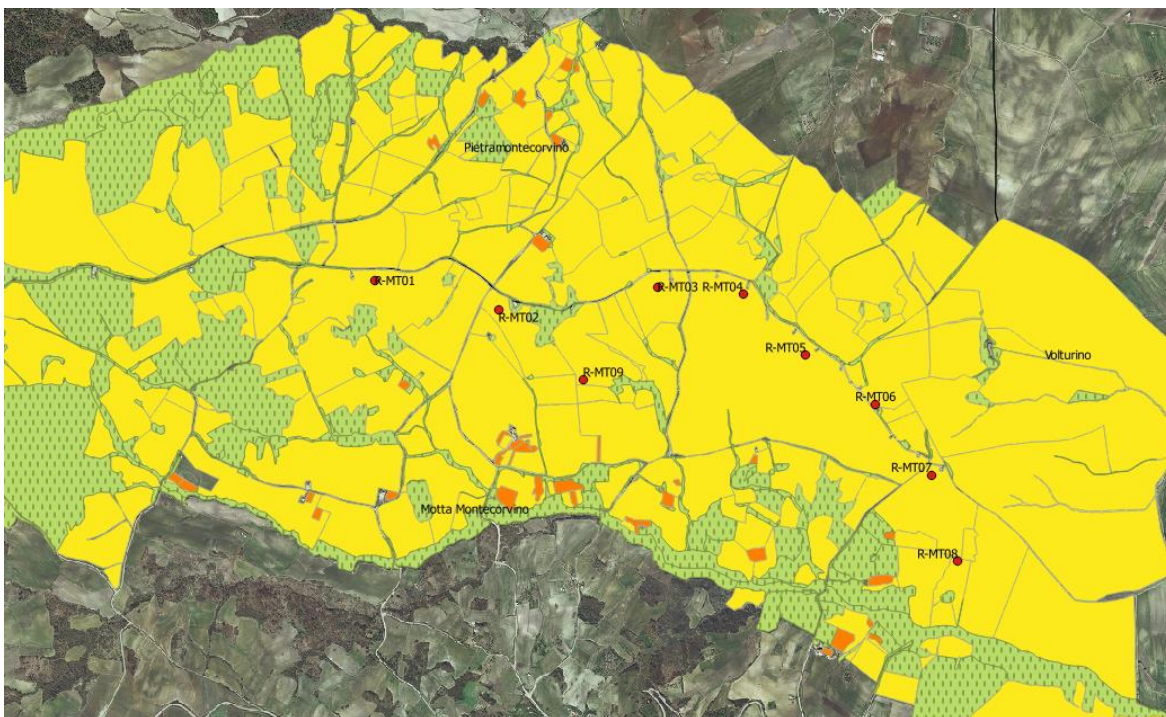 Pietramontecorvino
R-MT01
R-MT03
R-MT04
R-MT02
R-MT05
Volturino
R-MT09
R-MT06
R-MT07
Motta Montecorvino
R-MT08